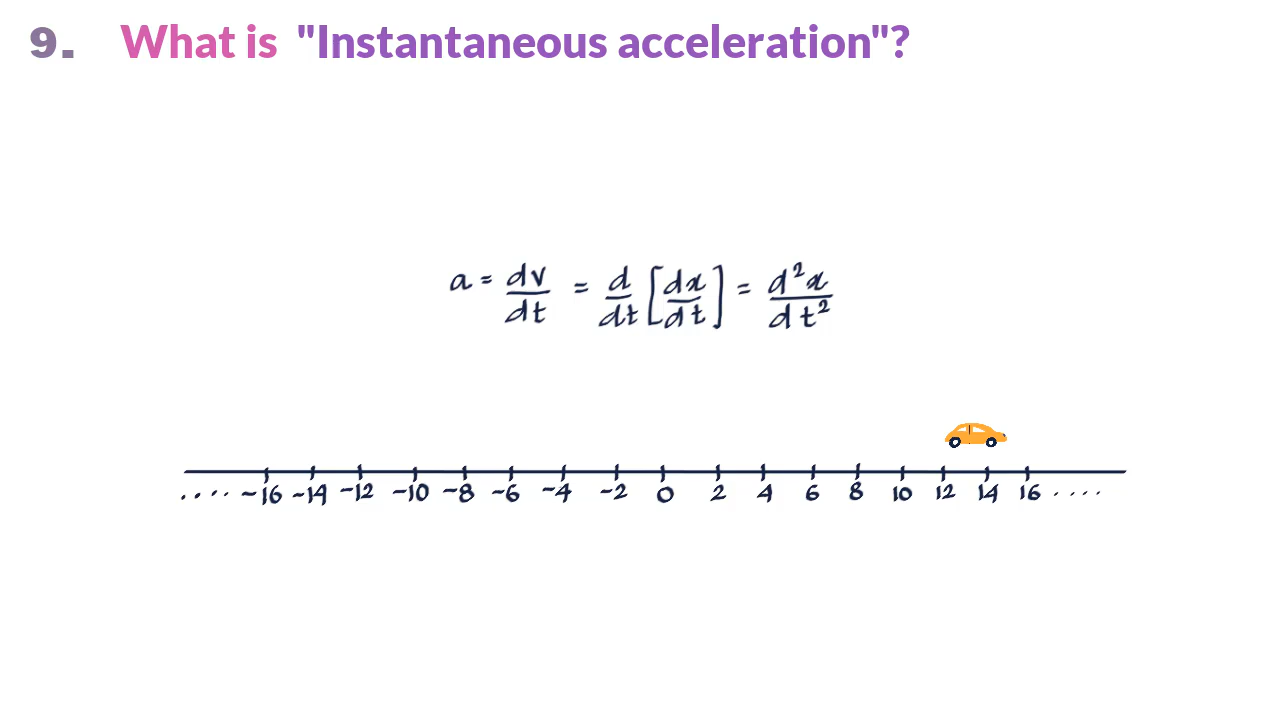 9. What is "Instantaneous acceleration"?
a = dv/dt = d/dt [dx/dt] = d²x/dt²
.... -16 -14 -12 -10 -8 -6 -4 -2 0 2 4 6 8 10 12 14 16 ....